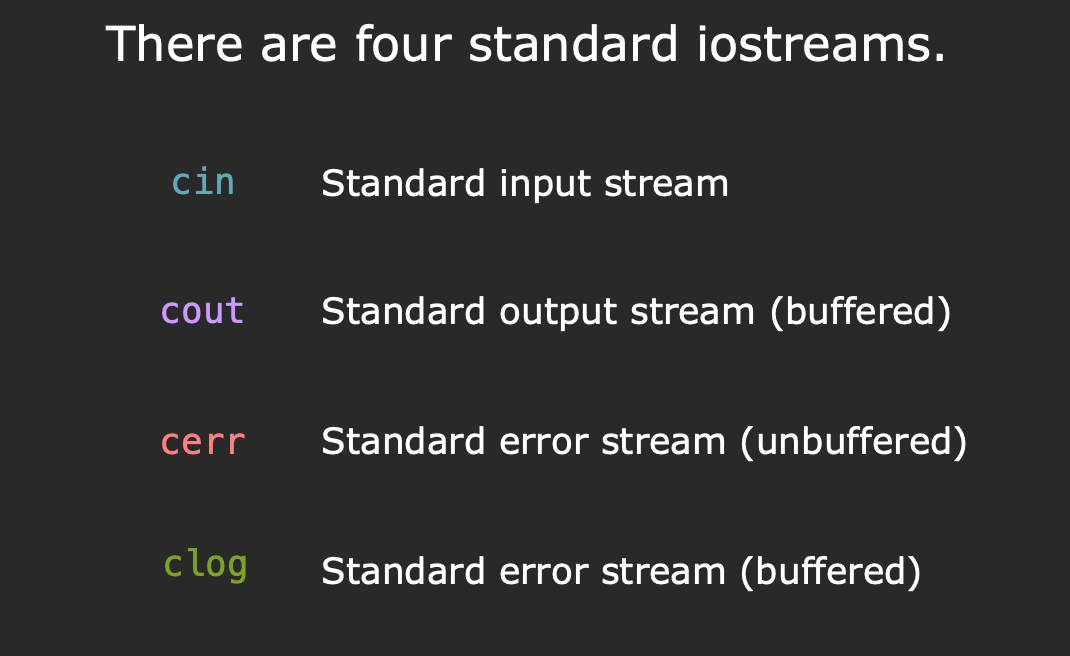 There are four standard iostreams.
cin Standard input stream
cout Standard output stream (buffered)
cerr Standard error stream (unbuffered)
clog Standard error stream (buffered)